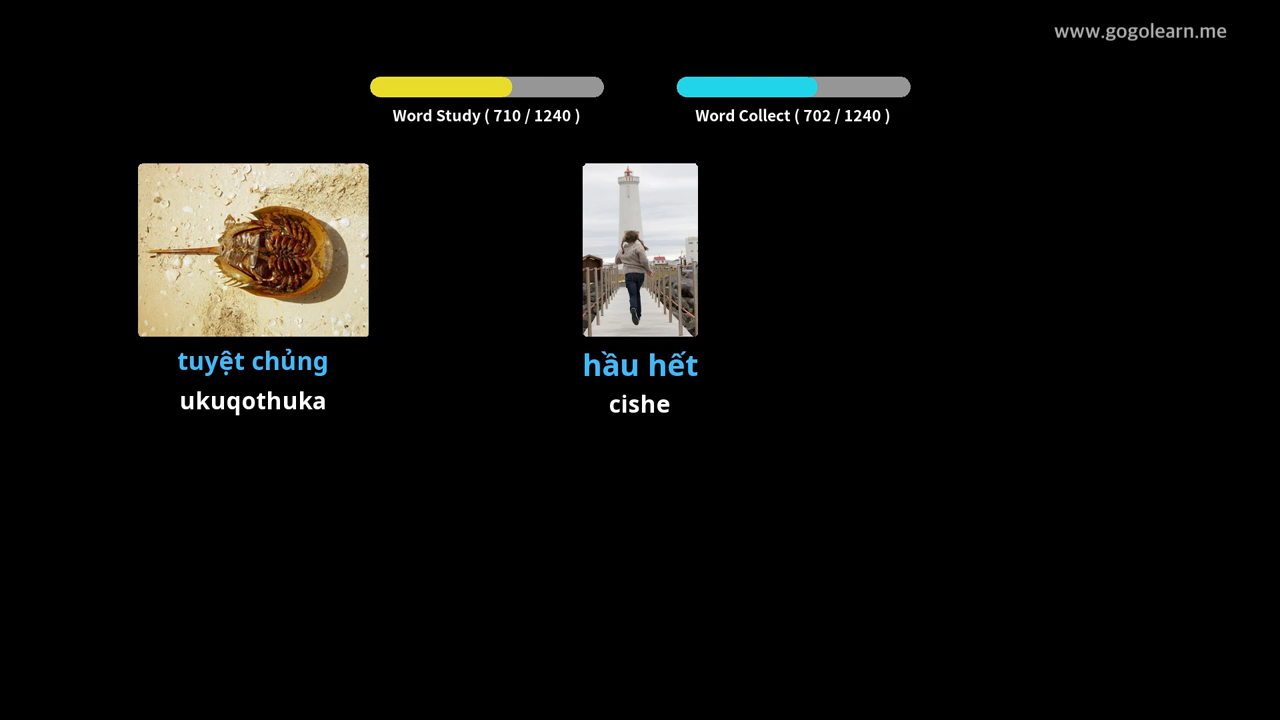 www.gogolearn.me
Word Study ( 710 / 1240 )
Word Collect ( 702 / 1240 )
tuyệt chủng
ukuqothuka
hầu hết
cishe